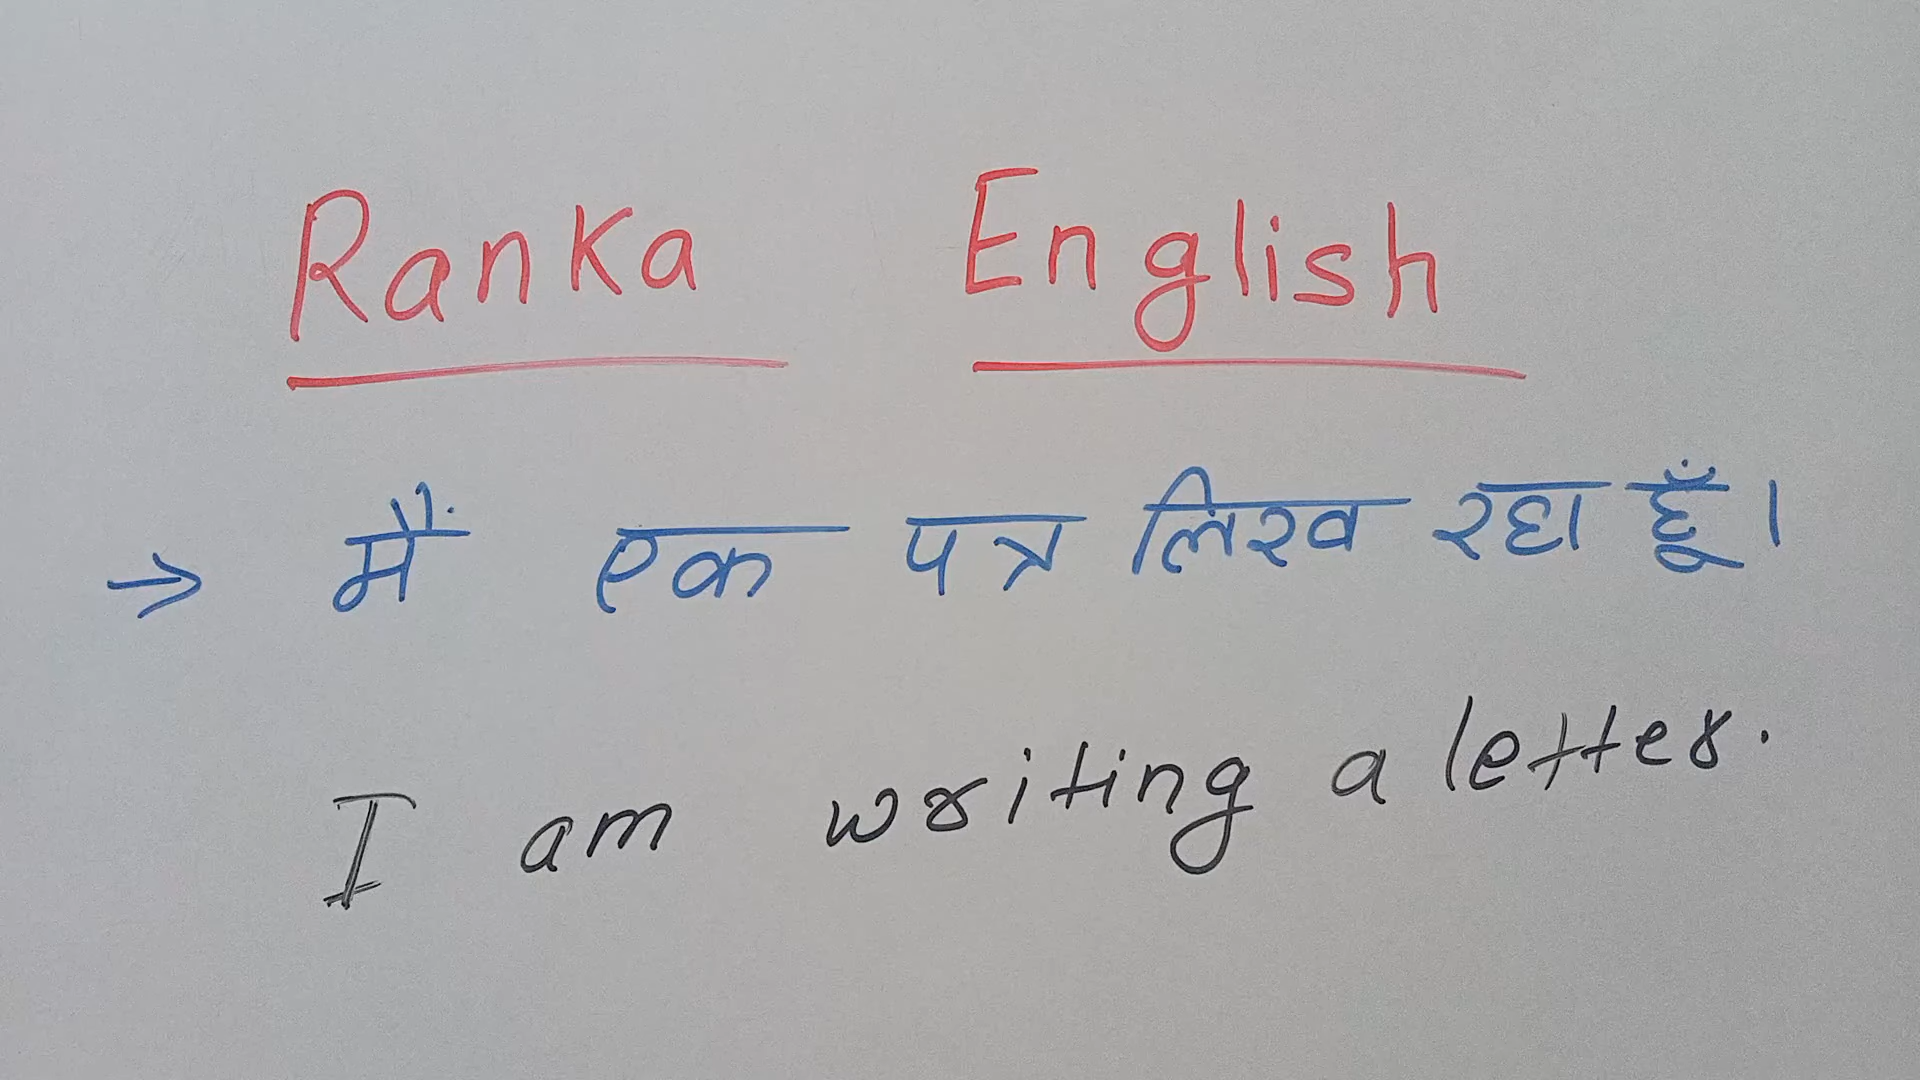 Ranka English
→ मैं एक पत्र लिख रहा हूँ।
I am writing a letter.